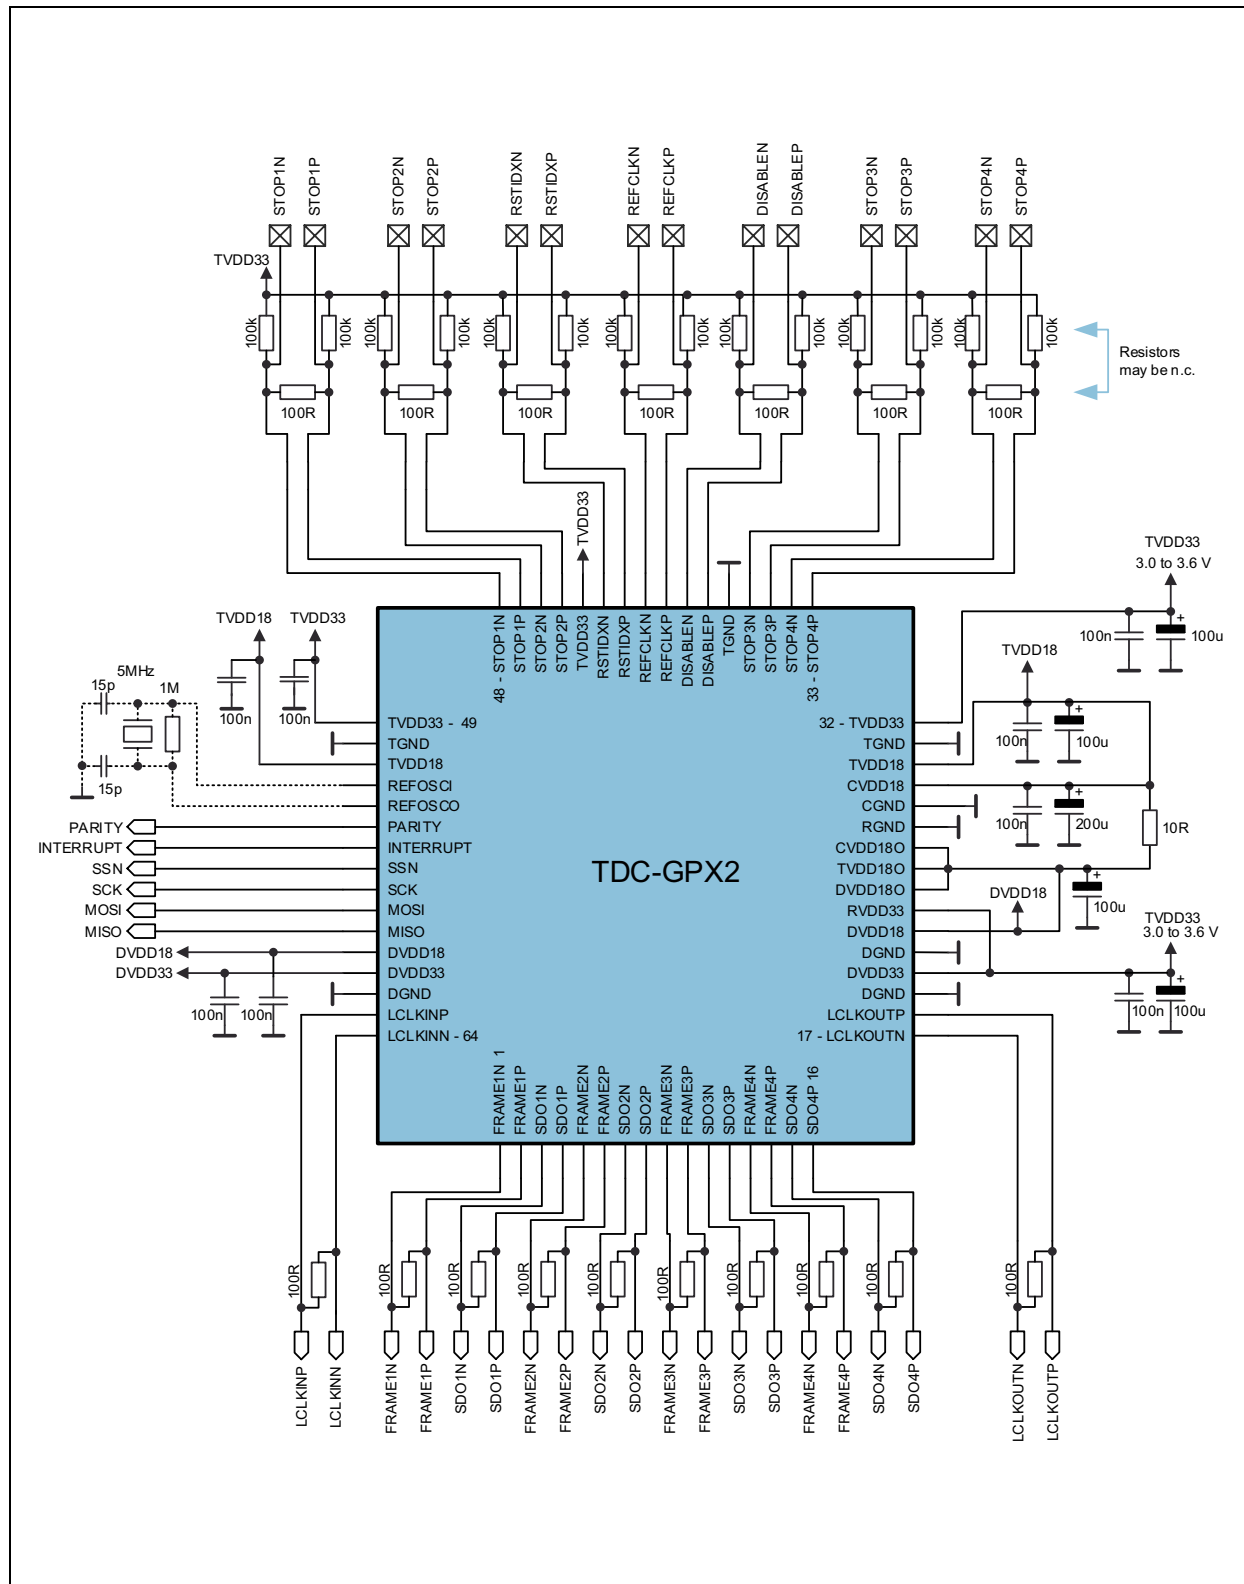 STOP1N
STOP1P
STOP2N
STOP2P
RSTIDXN
RSTIDXP
REFCLKN
REFCLKP
DISABLEN
DISABLEP
STOP3N
STOP3P
STOP4N
STOP4P
TVDD33
100k
100k
100k
100k
100k
100k
100k
100k
100k
100k
100k
100k
100k
100k
Resistors
may be n.c.
100R
100R
100R
100R
100R
100R
100R
TVDD33
TVDD33
3.0 to 3.6 V
100n
100u
TVDD18
TVDD33
100n
100n
5MHz
15p
1M
15p
48 - STOP1N
STOP1P
STOP2N
STOP2P
TVDD33
RSTIDXN
RSTIDXP
REFCLKN
REFCLKP
DISABLEN
DISABLEP
TGND
STOP3N
STOP3P
STOP4N
33 - STOP4P
TVDD18
100n
100u
100n
200u
10R
DVDD18
100u
TVDD33
3.0 to 3.6 V
100n
100u
TVDD33 - 49
TGND
TVDD18
REFOSCI
REFOSCO
PARITY
INTERRUPT
SSN
SCK
MOSI
MISO
DVDD18
DVDD33
DGND
LCLKINP
LCLKINN - 64
PARITY
INTERRUPT
SSN
SCK
MOSI
MISO
DVDD18
DVDD33
100n
100n
TDC-GPX2
32 - TVDD33
TGND
TVDD18
CVDD18
CGND
RGND
CVDD18O
TVDD18O
DVDD18O
RVDD33
DVDD18
DGND
DVDD33
DGND
LCLKOUTP
17 - LCLKOUTN
FRAME1N 1
FRAME1P
SDO1N
SDO1P
FRAME2N
FRAME2P
SDO2N
SDO2P
FRAME3N
FRAME3P
SDO3N
SDO3P
FRAME4N
FRAME4P
SDO4N
SDO4P 16
100R
100R
100R
100R
100R
100R
100R
100R
100R
100R
LCLKINP
LCLKINN
FRAME1N
FRAME1P
SDO1N
SDO1P
FRAME2N
FRAME2P
SDO2N
SDO2P
FRAME3N
FRAME3P
SDO3N
SDO3P
FRAME4N
FRAME4P
SDO4N
SDO4P
LCLKOUTN
LCLKOUTP